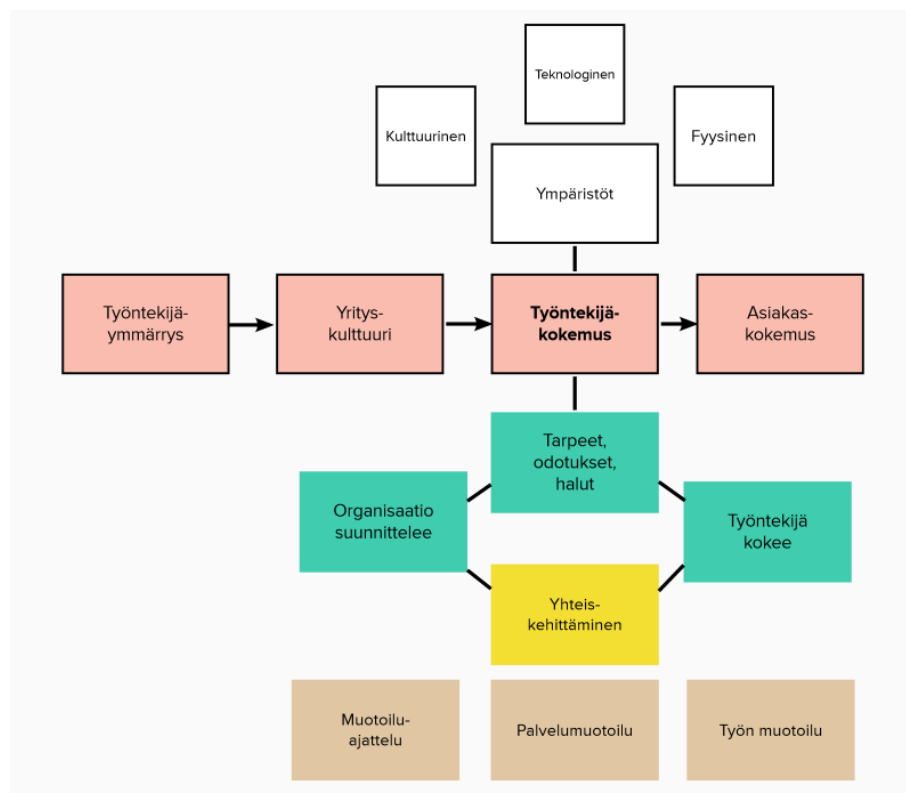 Teknologinen
Kulttuurinen
Fyysinen
Ympäristöt
Työntekijä-
ymmärrys
Yritys-
kulttuuri
Työntekijä-
kokemus
Asiakas-
kokemus
Tarpeet,
odotukset,
halut
Organisaatio
suunnittelee
Työntekijä
kokee
Yhteis-
kehittäminen
Muotoilu-
ajattelu
Palvelumuotoilu
Työn muotoilu